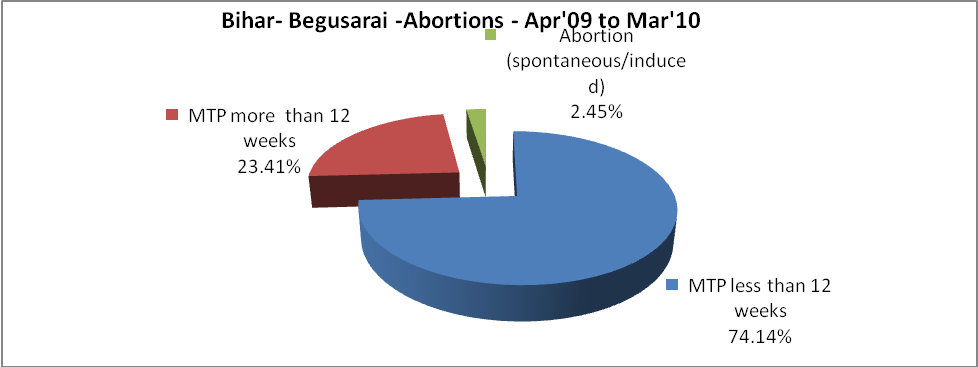 Bihar- Begusarai -Abortions - Apr'09 to Mar'10
Abortion
(spontaneous/induce
d)
2.45%
MTP more than 12
weeks
23.41%
MTP less than 12
weeks
74.14%